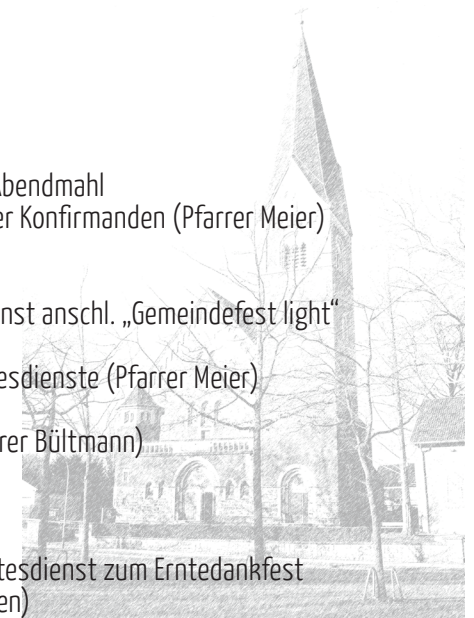 Abendmahl
er Konfirmanden (Pfarrer Meier)
nst anschl. „Gemeindefest light“
esdienste (Pfarrer Meier)
rer Bültmann)
tesdienst zum Erntedankfest
en)